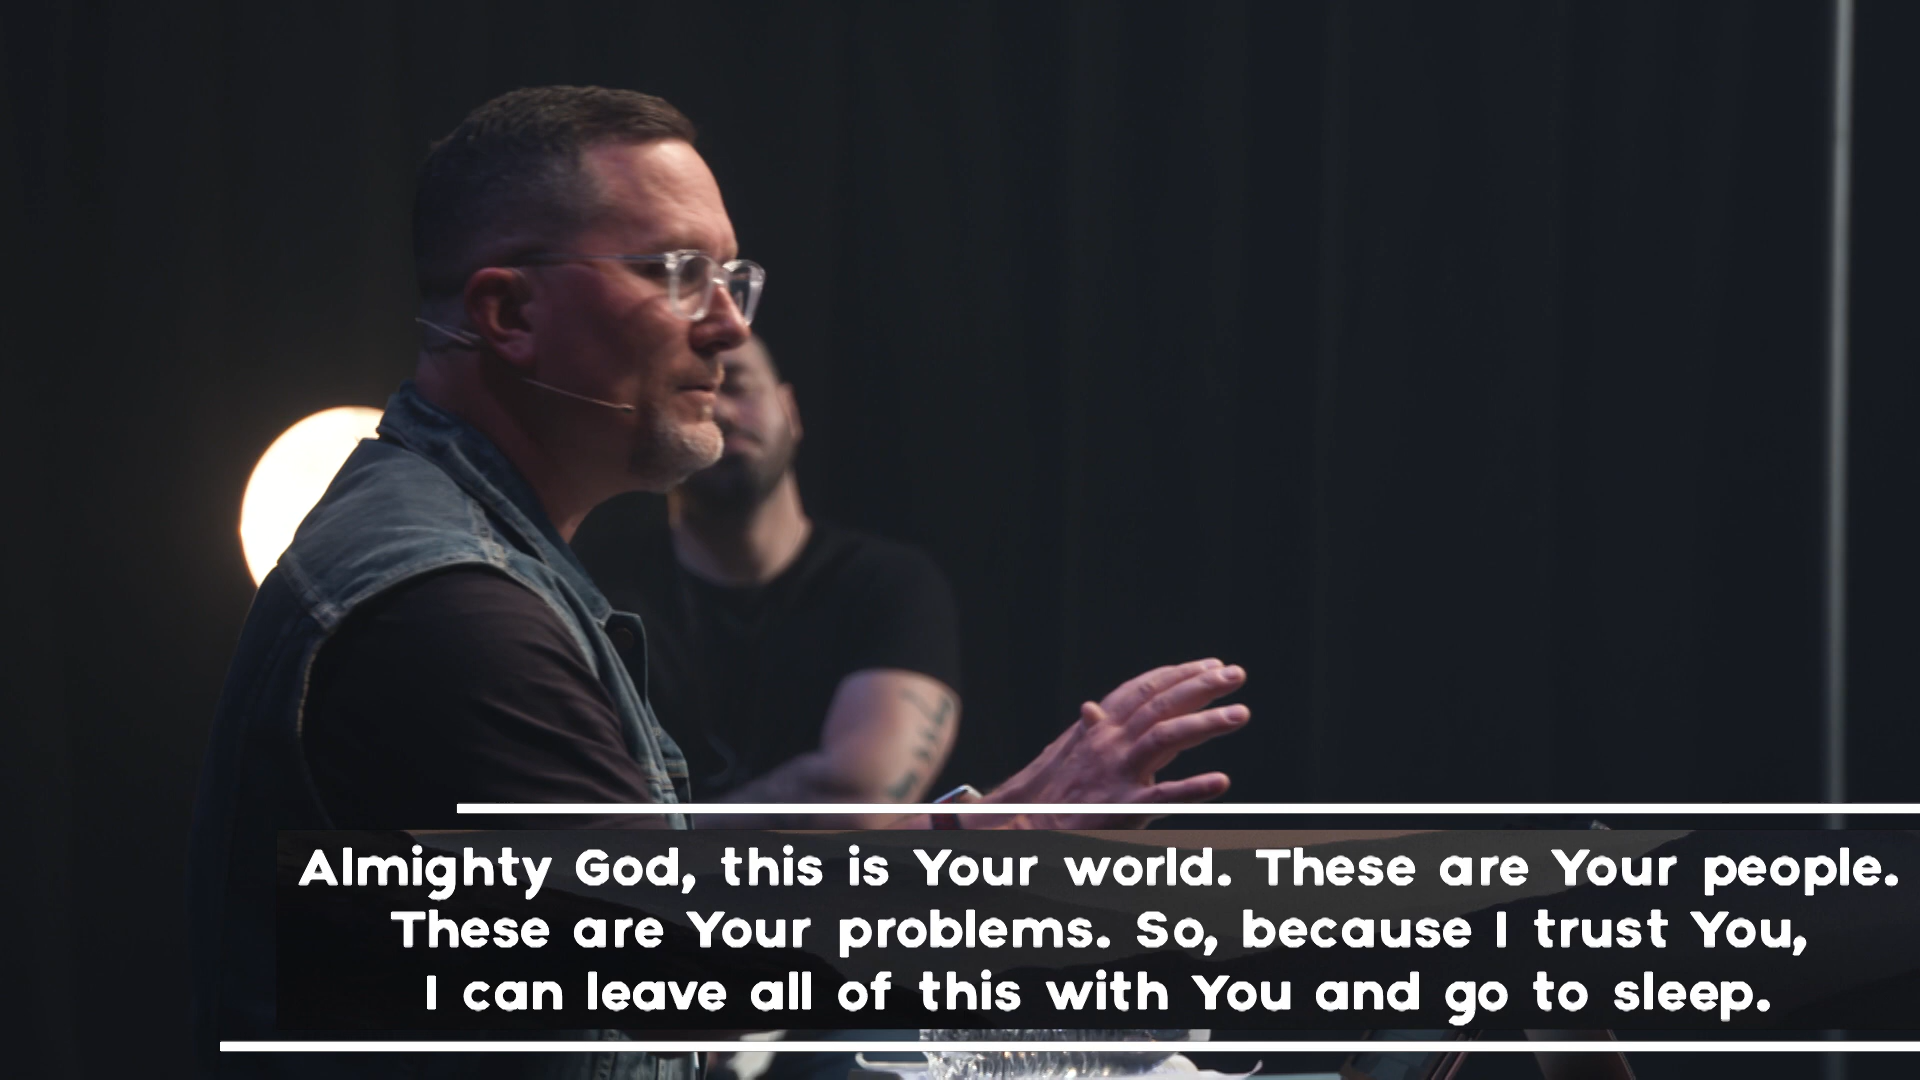 Almighty God, this is Your world. These are Your people.
These are Your problems. So, because I trust You,
I can leave all of this with You and go to sleep.